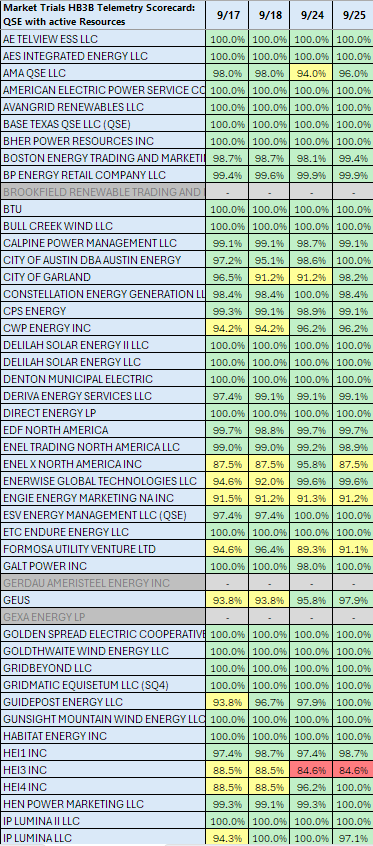 Market Trials HB3B Telemetry Scorecard: 9/17 9/18 9/24 9/25
QSE with active Resources
AE TELVIEW ESS LLC 100.0% 100.0% 100.0% 100.0%
AES INTEGRATED ENERGY LLC 100.0% 100.0% 100.0% 100.0%
AMA QSE LLC 98.0% 98.0% 94.0% 96.0%
AMERICAN ELECTRIC POWER SERVICE CC 100.0% 100.0% 100.0% 100.0%
AVANGRID RENEWABLES LLC 100.0% 100.0% 100.0% 100.0%
BASE TEXAS QSE LLC (QSE) 100.0% 100.0% 100.0% 100.0%
BHER POWER RESOURCES INC 100.0% 100.0% 100.0% 100.0%
BOSTON ENERGY TRADING AND MARKETI 98.7% 98.7% 98.1% 99.4%
BP ENERGY RETAIL COMPANY LLC 99.4% 99.6% 99.9% 99.9%
BROOKFIELD RENEWABLE TRADING AND - - - -
BTU 100.0% 100.0% 100.0% 100.0%
BULL CREEK WIND LLC 100.0% 100.0% 100.0% 100.0%
CALPINE POWER MANAGEMENT LLC 99.1% 99.1% 98.7% 99.1%
CITY OF AUSTIN DBA AUSTIN ENERGY 97.2% 95.1% 98.6% 100.0%
CITY OF GARLAND 96.5% 91.2% 91.2% 98.2%
CONSTELLATION ENERGY GENERATION LL 98.4% 98.4% 100.0% 98.4%
CPS ENERGY 99.3% 99.1% 98.9% 99.1%
CWP ENERGY INC 94.2% 94.2% 96.2% 96.2%
DELILAH SOLAR ENERGY II LLC 100.0% 100.0% 100.0% 100.0%
DELILAH SOLAR ENERGY LLC 100.0% 100.0% 100.0% 100.0%
DENTON MUNICIPAL ELECTRIC 100.0% 100.0% 100.0% 100.0%
DERIVA ENERGY SERVICES LLC 97.4% 99.1% 99.1% 99.1%
DIRECT ENERGY LP 100.0% 100.0% 100.0% 100.0%
EDF NORTH AMERICA 99.7% 98.8% 99.7% 99.7%
ENEL TRADING NORTH AMERICA LLC 99.0% 99.0% 99.2% 98.9%
ENEL X NORTH AMERICA INC 87.5% 87.5% 95.8% 87.5%
ENERWISE GLOBAL TECHNOLOGIES LLC 94.6% 92.0% 99.6% 99.6%
ENGIE ENERGY MARKETING NA INC 91.5% 91.2% 91.3% 91.2%
ESV ENERGY MANAGEMENT LLC (QSE) 97.4% 97.4% 100.0% 100.0%
ETC ENDURE ENERGY LLC 100.0% 100.0% 100.0% 100.0%
FORMOSA UTILITY VENTURE LTD 94.6% 96.4% 89.3% 91.1%
GALT POWER INC 100.0% 100.0% 98.0% 100.0%
GERDAU AMERISTEEL ENERGY INC - - - -
GEUS 93.8% 93.8% 95.8% 97.9%
GEXA ENERGY LP - - - -
GOLDEN SPREAD ELECTRIC COOPERATIVE 100.0% 100.0% 100.0% 100.0%
GOLDTHWAITE WIND ENERGY LLC 100.0% 100.0% 100.0% 100.0%
GRIDBEYOND LLC 100.0% 100.0% 100.0% 100.0%
GRIDMATIC EQUISETUM LLC (SQ4) 100.0% 100.0% 100.0% 100.0%
GUIDEPOST ENERGY LLC 93.8% 96.7% 97.9% 100.0%
GUNSIGHT MOUNTAIN WIND ENERGY LLC 100.0% 100.0% 100.0% 100.0%
HABITAT ENERGY INC 100.0% 100.0% 100.0% 100.0%
HEI1 INC 97.4% 98.7% 97.4% 98.7%
HEI3 INC 88.5% 88.5% 84.6% 84.6%
HEI4 INC 88.5% 88.5% 96.2% 100.0%
HEN POWER MARKETING LLC 99.3% 99.1% 99.3% 100.0%
IP LUMINA II LLC 100.0% 100.0% 100.0% 100.0%
IP LUMINA LLC 94.3% 100.0% 100.0% 97.1%